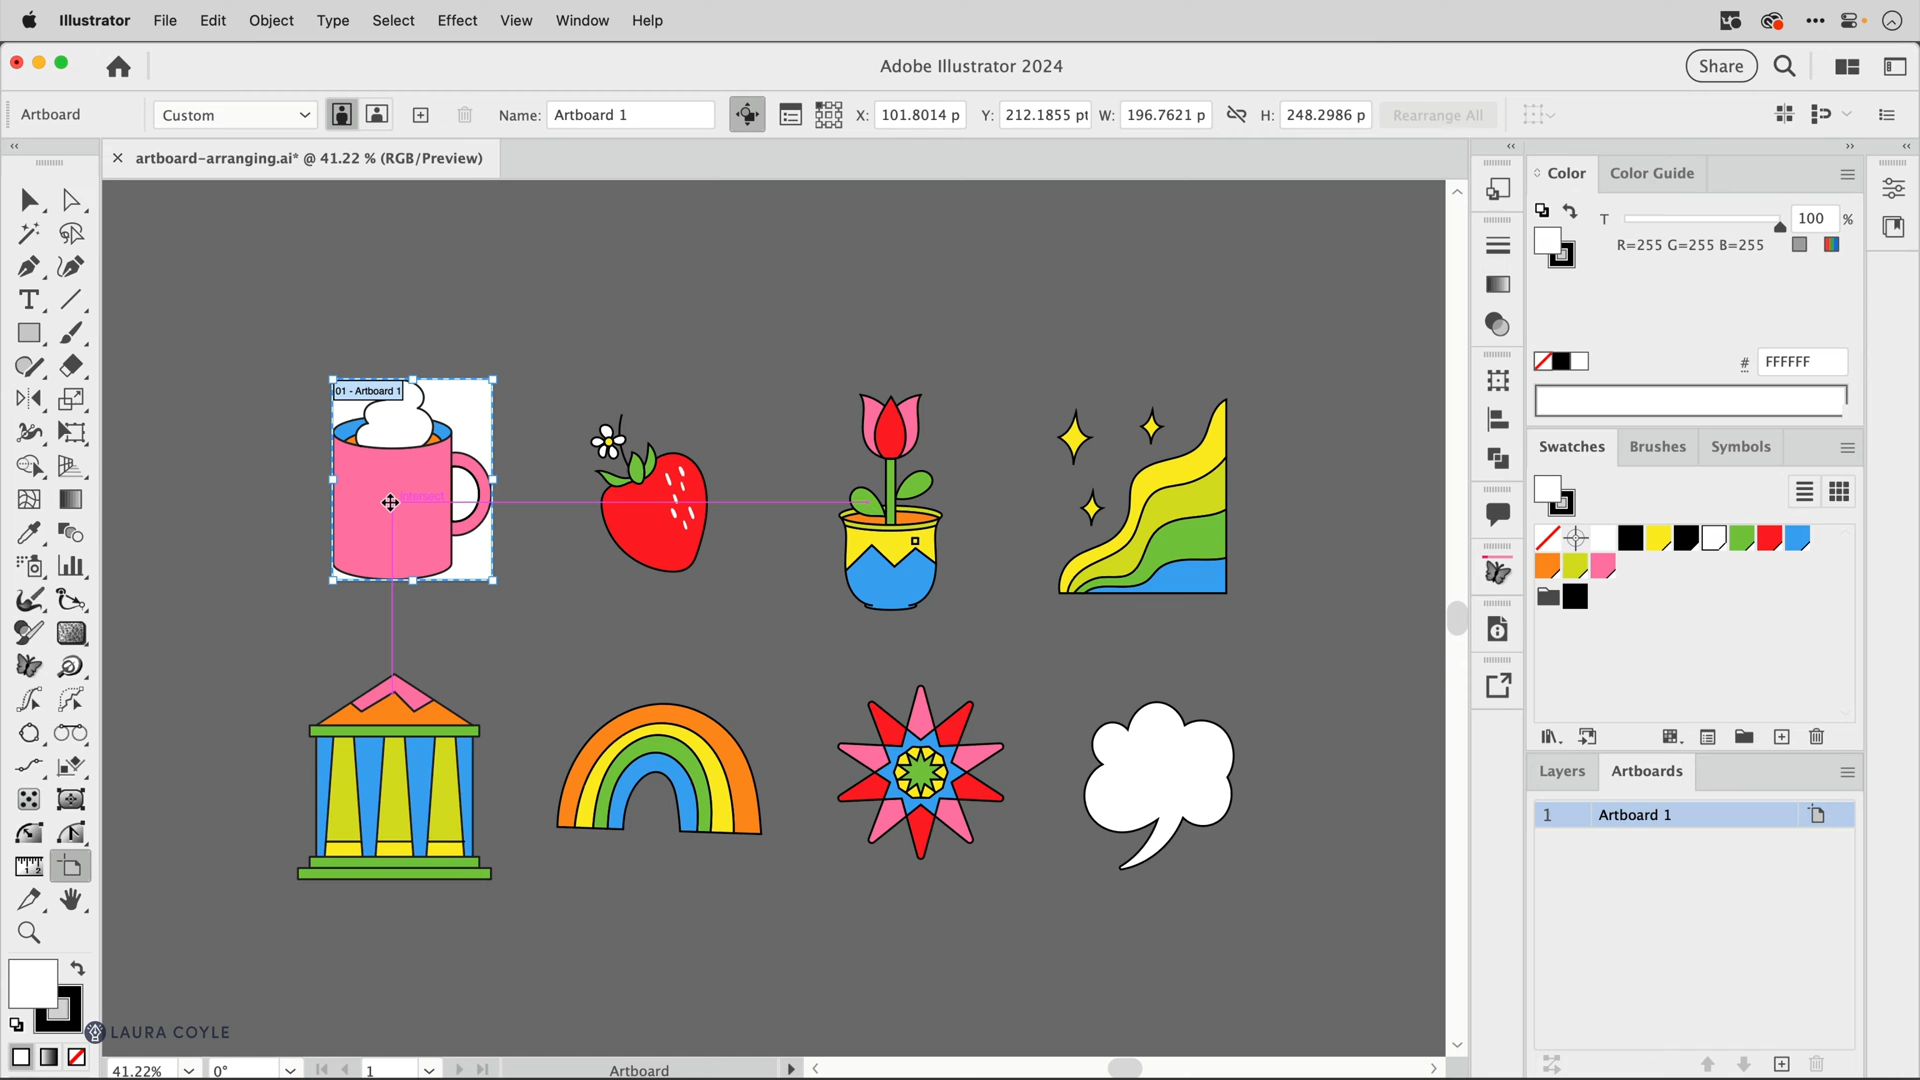 Illustrator File Edit Object Type Select Effect View Window Help
Adobe Illustrator 2024
Share
Artboard
Custom
Name: Artboard 1
X: 101.8014 p
Y: 212.1855 pt
W: 196.7621 p
H: 248.2986 p
Rearrange All
artboard-arranging.ai* @ 41.22 % (RGB/Preview)
Color Color Guide
T 100 %
R=255 G=255 B=255
# FFFFFF
01 - Artboard 1
intersect
Swatches Brushes Symbols
Layers Artboards
1 Artboard 1
LAURA COYLE
41.22% 0° 1 Artboard